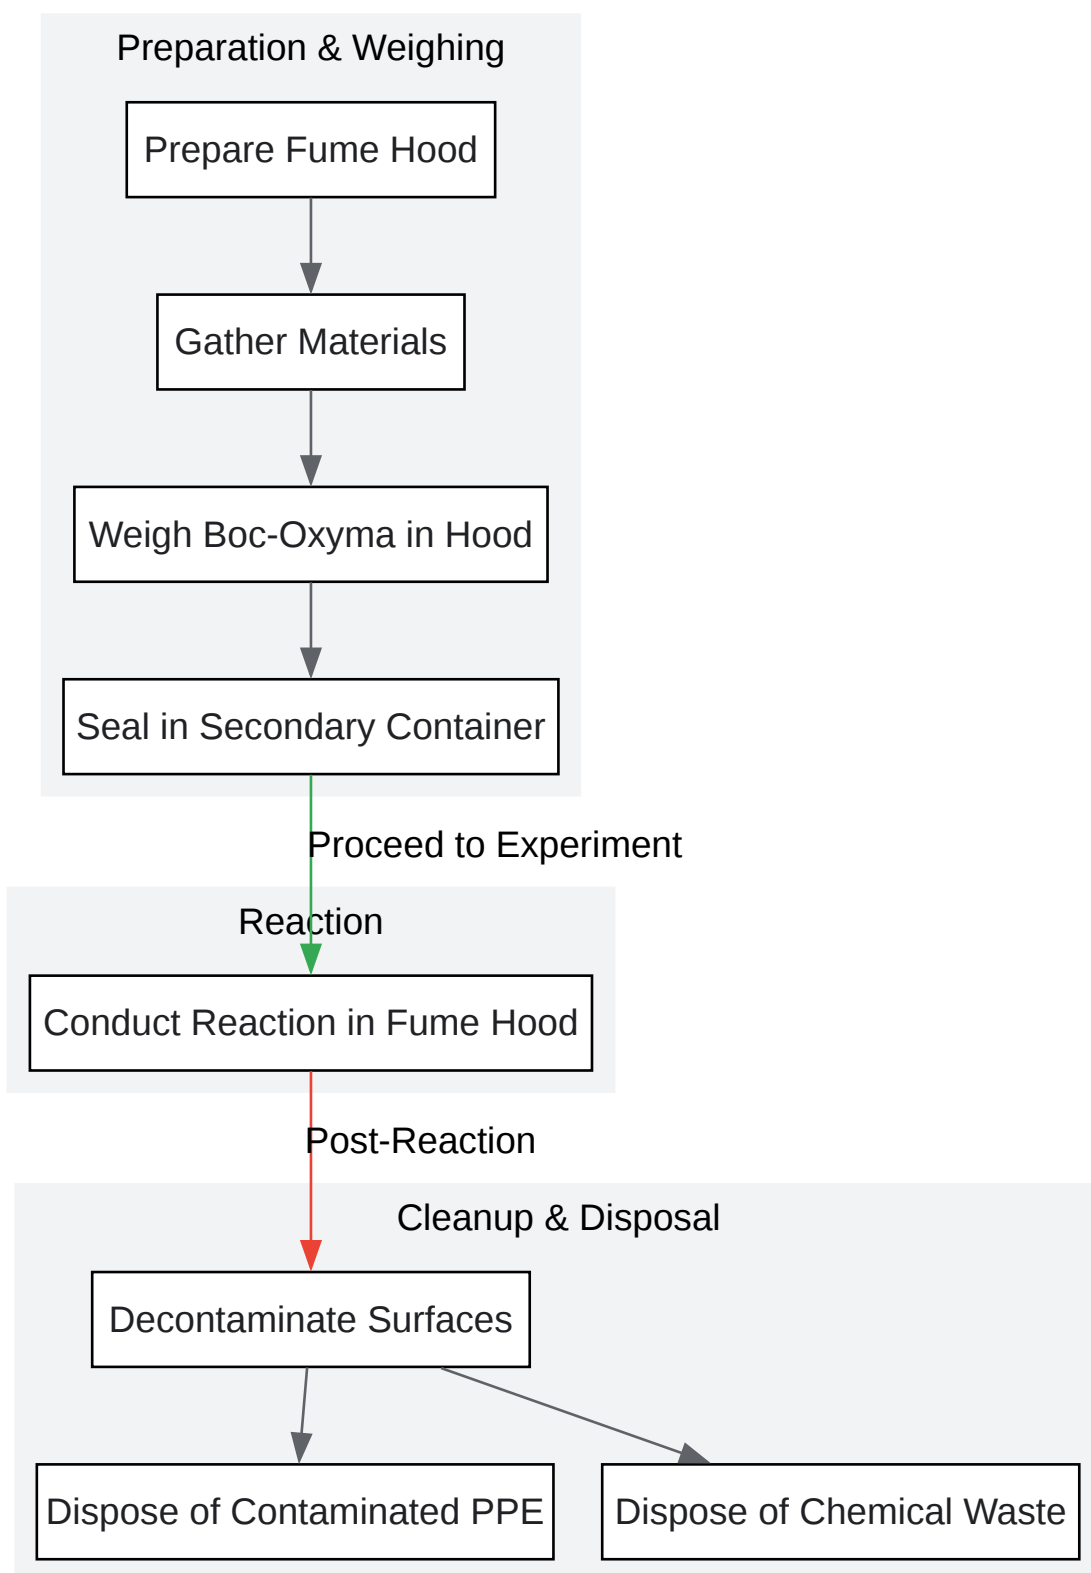 Preparation & Weighing
Prepare Fume Hood
Gather Materials
Weigh Boc-Oxyma in Hood
Seal in Secondary Container
Proceed to Experiment
Reaction
Conduct Reaction in Fume Hood
Post-Reaction
Cleanup & Disposal
Decontaminate Surfaces
Dispose of Contaminated PPE
Dispose of Chemical Waste